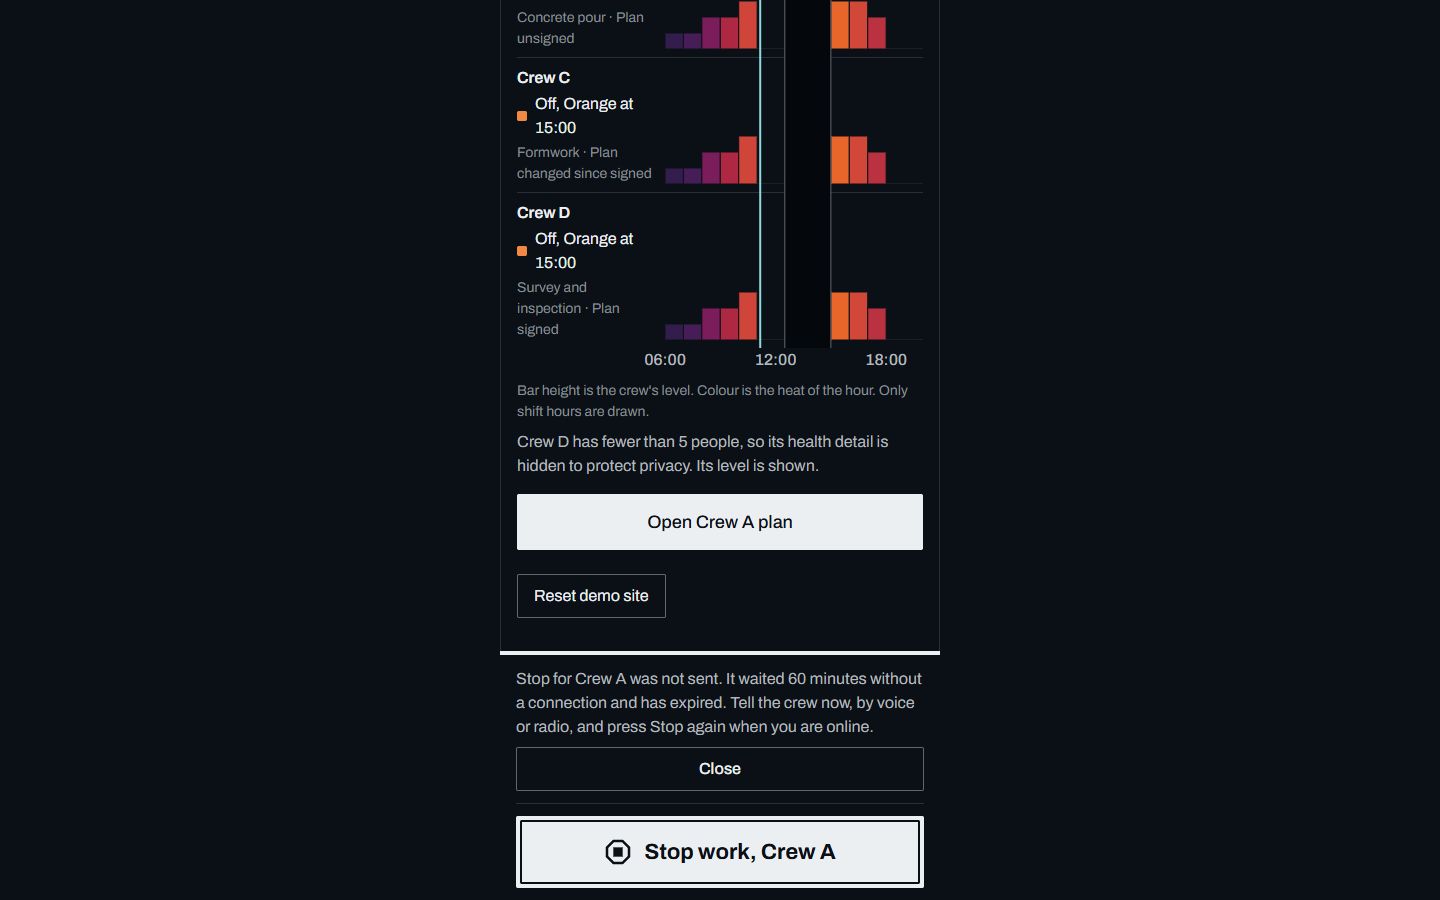 Concrete pour · Plan
unsigned
Crew C
Off, Orange at
15:00
Formwork · Plan
changed since signed
Crew D
Off, Orange at
15:00
Survey and
inspection · Plan
signed
06:00 12:00 18:00
Bar height is the crew's level. Colour is the heat of the hour. Only
shift hours are drawn.
Crew D has fewer than 5 people, so its health detail is
hidden to protect privacy. Its level is shown.
Open Crew A plan
Reset demo site
Stop for Crew A was not sent. It waited 60 minutes without
a connection and has expired. Tell the crew now, by voice
or radio, and press Stop again when you are online.
Close
Stop work, Crew A